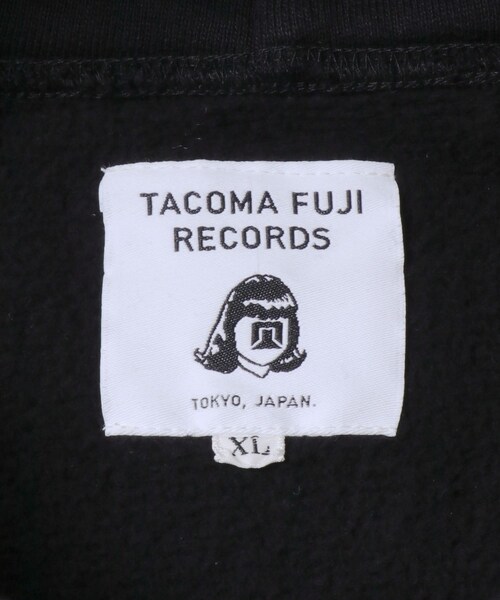 TACOMA FUJI
RECORDS
TOKYO, JAPAN.
XL